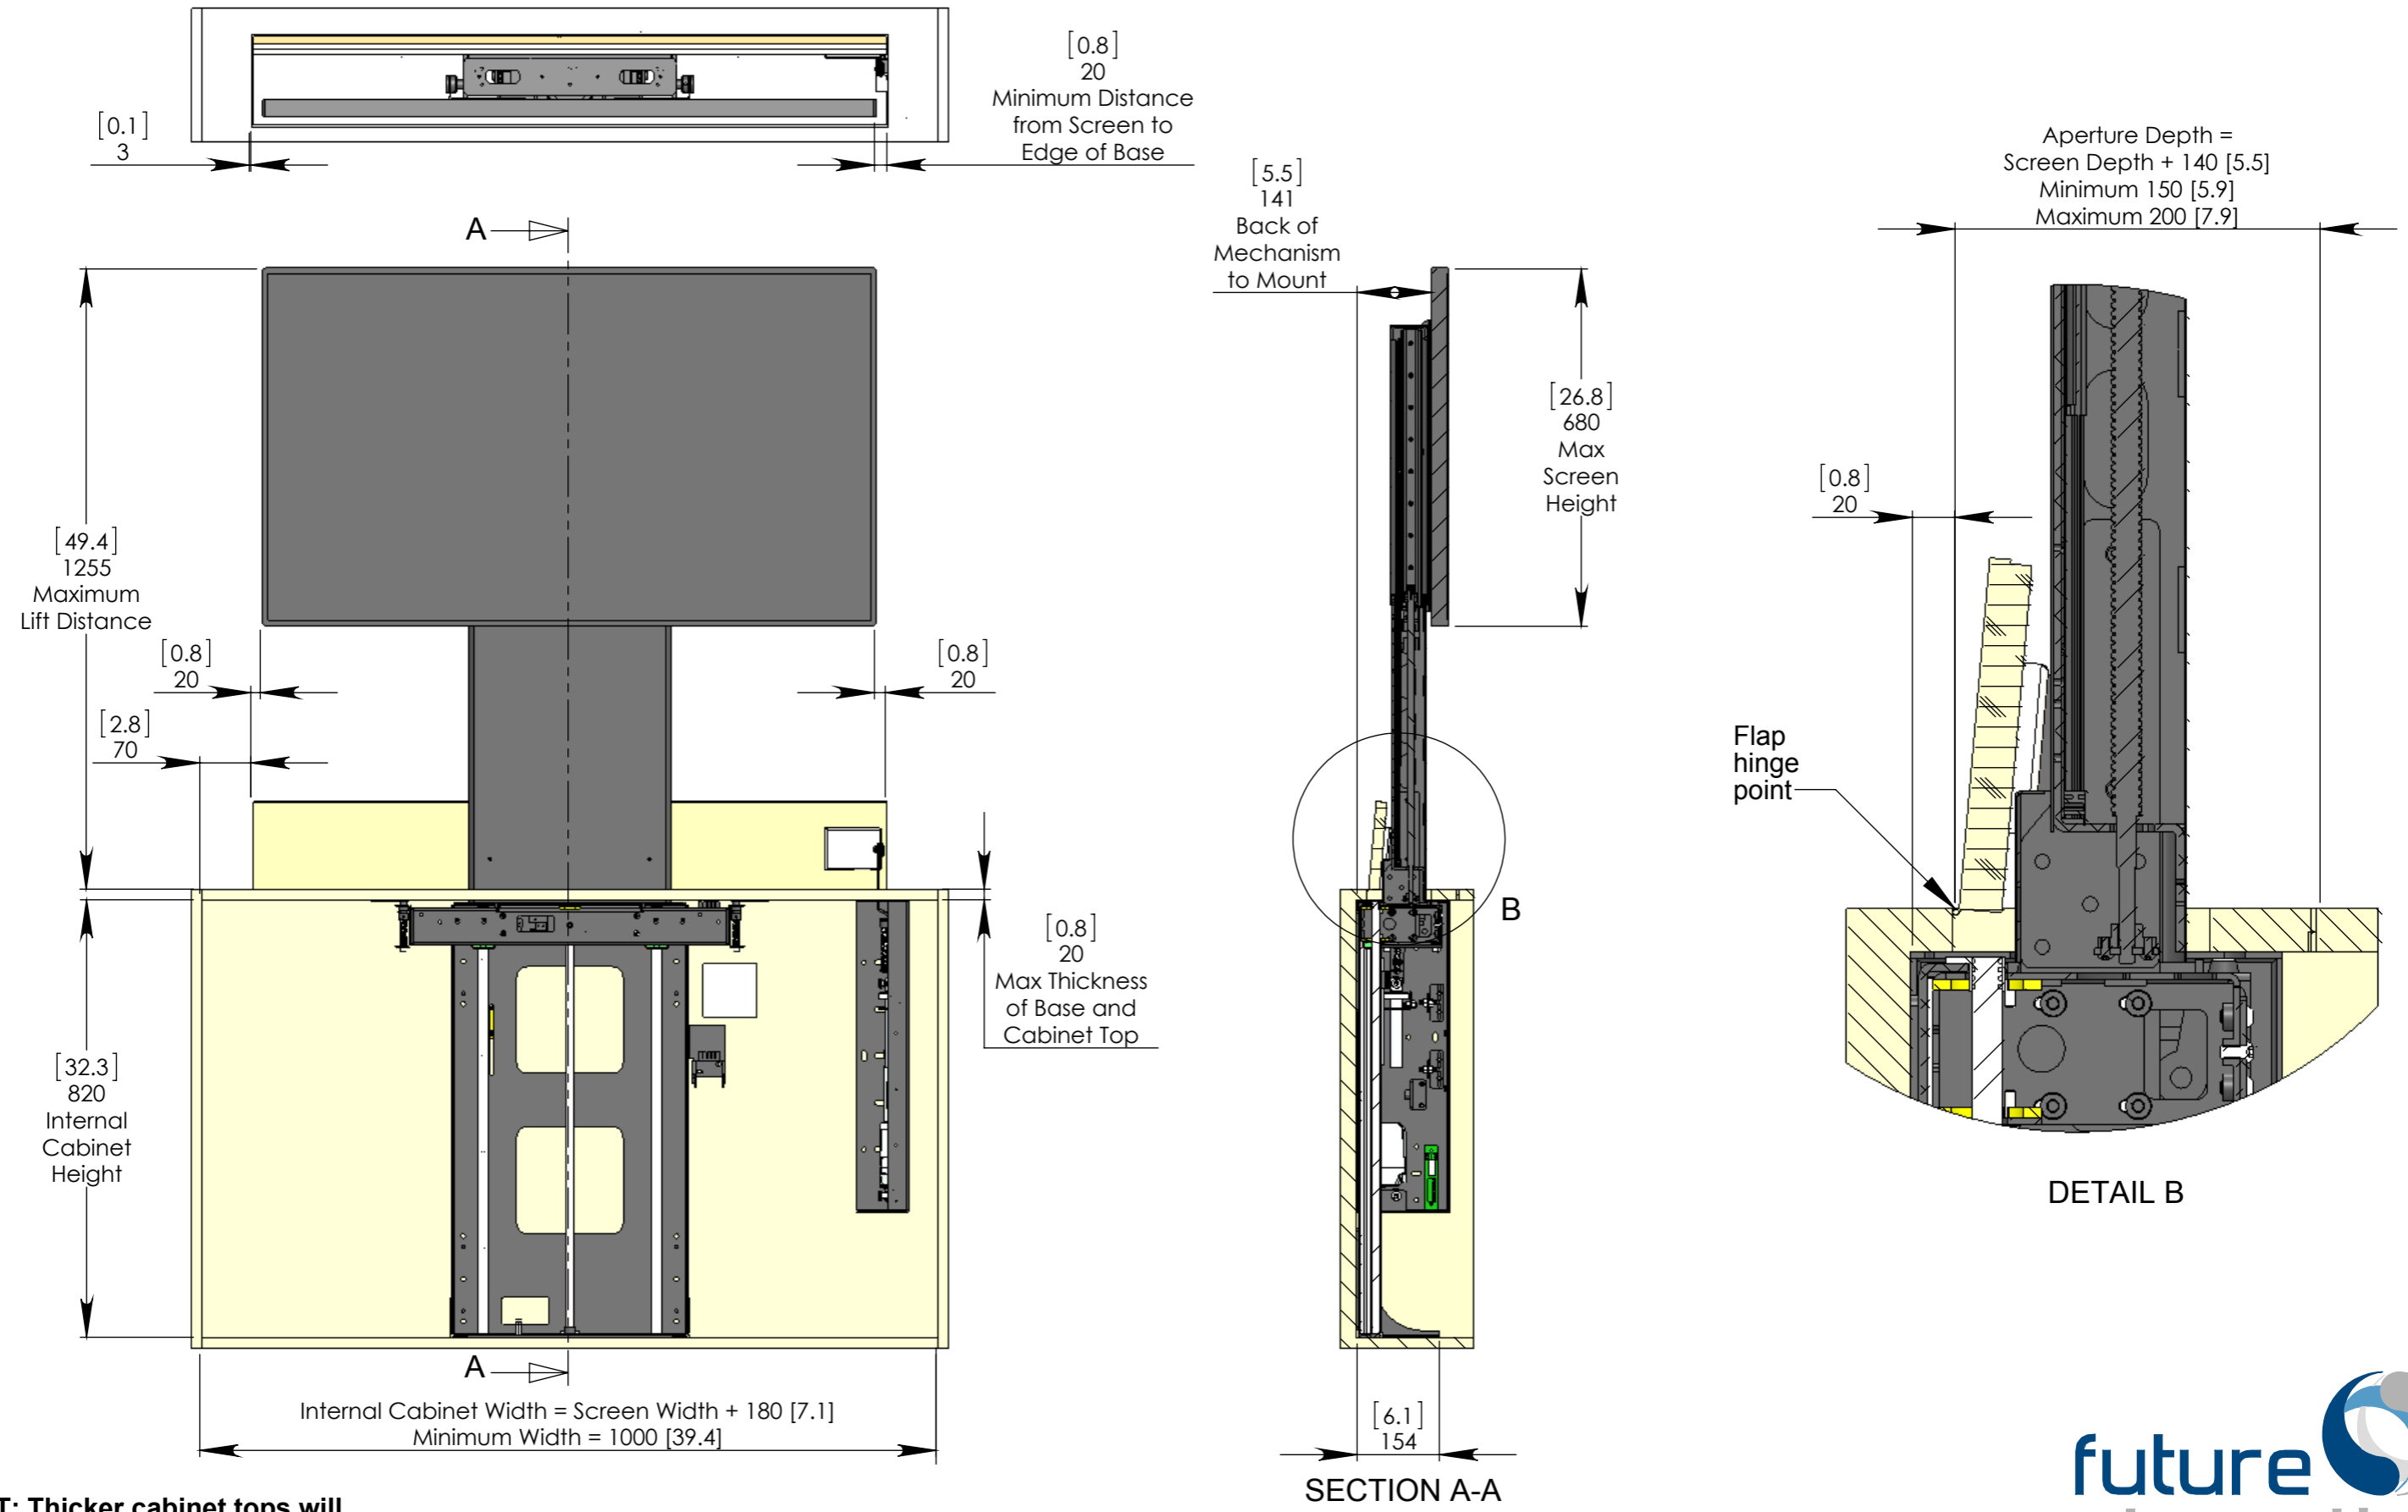 [0.1]
3
[0.8]
20
Minimum Distance
from Screen to
Edge of Base
A
[49.4]
1255
Maximum
Lift Distance
[0.8]
20
[0.8]
20
[2.8]
70
[0.8]
20
Max Thickness
of Base and
Cabinet Top
[32.3]
820
Internal
Cabinet
Height
A
Internal Cabinet Width = Screen Width + 180 [7.1]
Minimum Width = 1000 [39.4]
T: Thicker cabinet tops will
[5.5]
141
Back of
Mechanism
to Mount
[26.8]
680
Max
Screen
Height
B
[6.1]
154
SECTION A-A
Aperture Depth =
Screen Depth + 140 [5.5]
Minimum 150 [5.9]
Maximum 200 [7.9]
[0.8]
20
Flap
hinge
point
DETAIL B
future